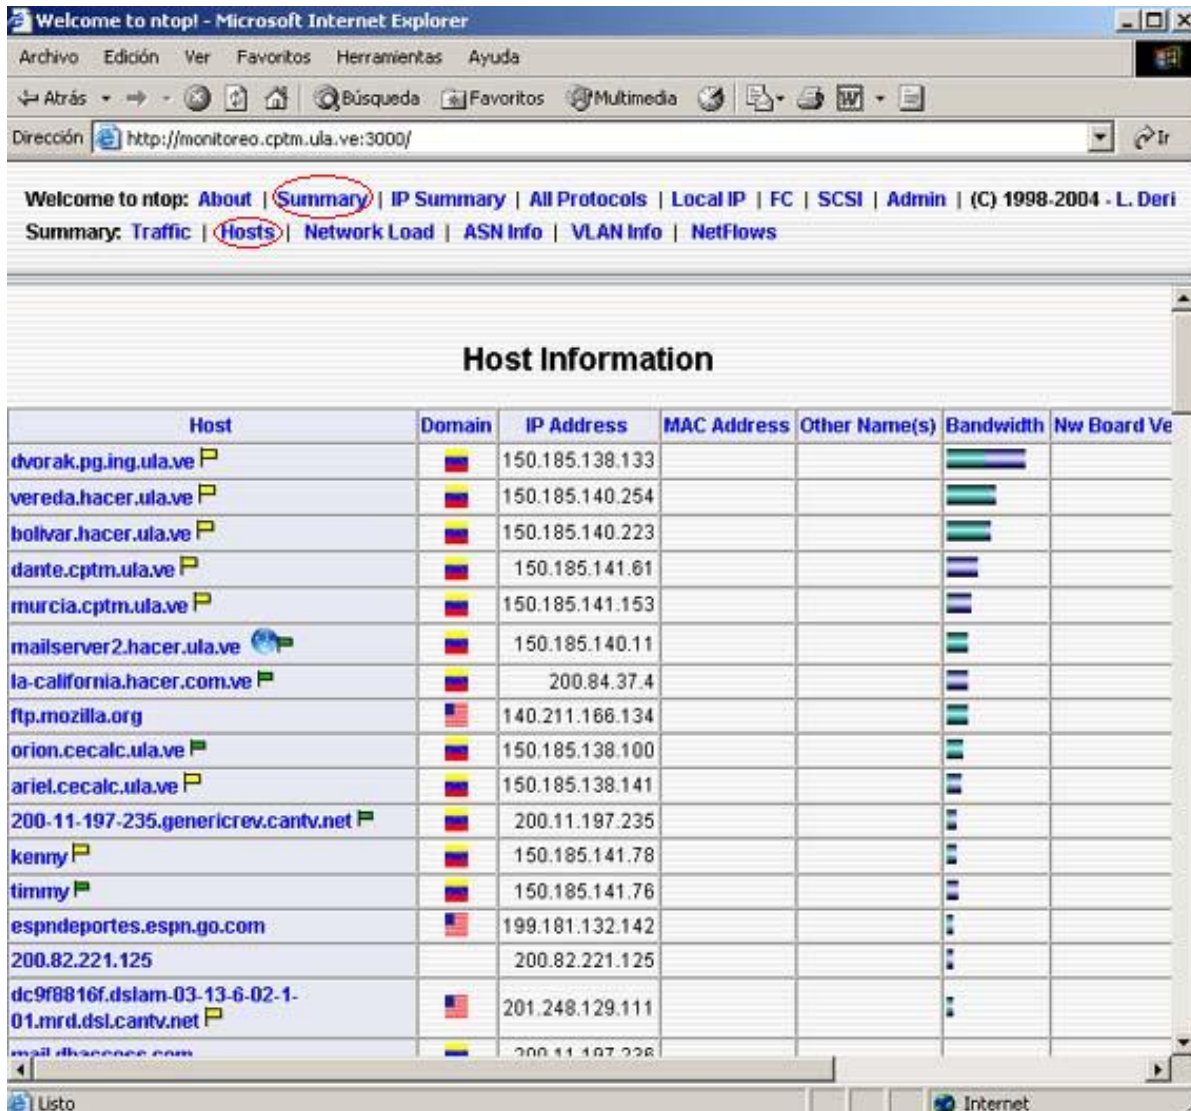 Welcome to ntop! - Microsoft Internet Explorer
Archivo Edición Ver Favoritos Herramientas Ayuda
Atrás Búsqueda Favoritos Multimedia
Dirección http://monitoreo.cptm.ula.ve:3000/ Ir
Welcome to ntop: About | Summary | IP Summary | All Protocols | Local IP | FC | SCSI | Admin | (C) 1998-2004 - L. Deri
Summary: Traffic | Hosts | Network Load | ASN Info | VLAN Info | NetFlows
Host Information
Host Domain IP Address MAC Address Other Name(s) Bandwidth Nw Board Ve
dvorak.pg.ing.ula.ve 150.185.138.133
vereda.hacer.ula.ve 150.185.140.254
bolivar.hacer.ula.ve 150.185.140.223
dante.cptm.ula.ve 150.185.141.61
murcia.cptm.ula.ve 150.185.141.153
mailserver2.hacer.ula.ve 150.185.140.11
la-california.hacer.com.ve 200.84.37.4
ftp.mozilla.org 140.211.166.134
orion.cecalc.ula.ve 150.185.138.100
ariel.cecalc.ula.ve 150.185.138.141
200-11-197-235.genericrev.cantv.net 200.11.197.235
kenny 150.185.141.78
timmy 150.185.141.76
espndeportes.espn.go.com 199.181.132.142
200.82.221.125 200.82.221.125
dc9f8816f.dslam-03-13-6-02-1-
01.mrd.dsl.cantv.net 201.248.129.111
mail.dbaccess.com 200.11.197.236
Listo Internet